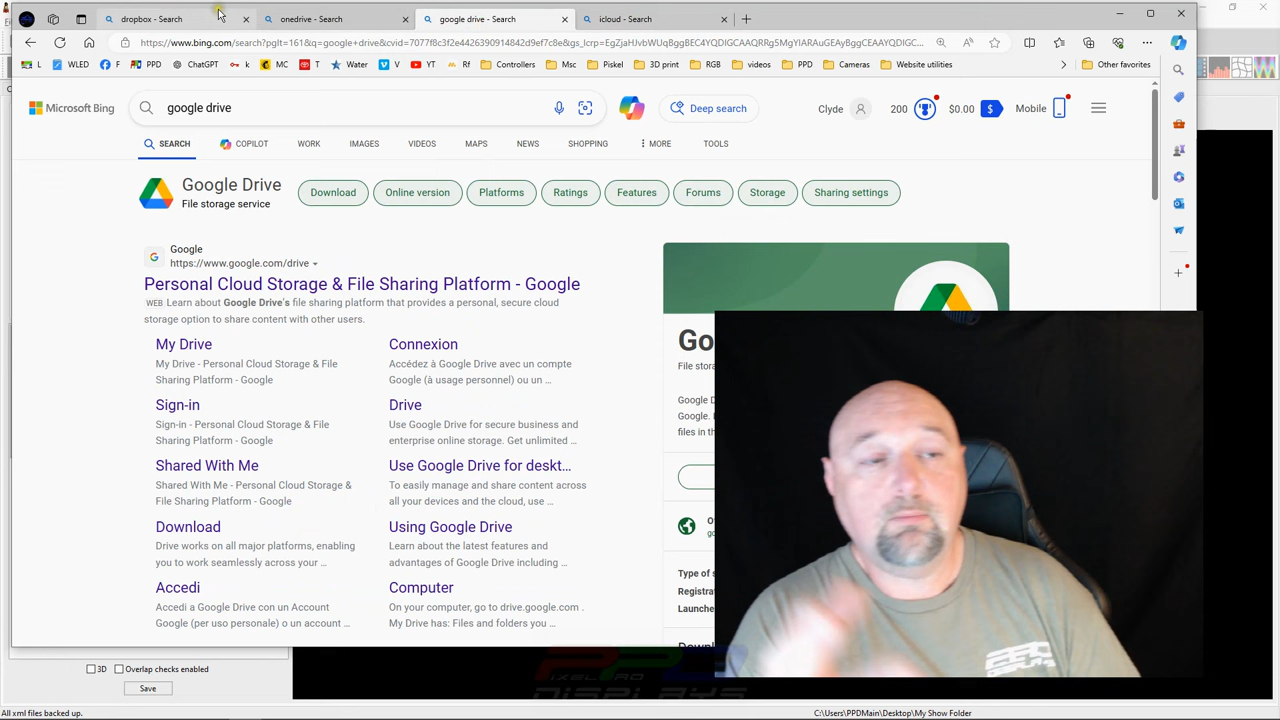 dropbox - Search
onedrive - Search
google drive - Search
icloud - Search
https://www.bing.com/search?pglt=161&q=google+drive&cvid=7077f8c3f2e4426390914842d9ef7c8e&gs_lcrp=EgZjaHJvbWUqBggBEC4YQDIGCAAQRRg5MgYIARAuGEAyBggCEAAYQDIGCAMQABhAMgYIBBAAGEAyBggFEAAYQDIGCAYQABhAMgYIBxAAGEAyBggIEAAYQDIGCAkQABhA...
L
WLED
F
PPD
ChatGPT
k
MC
T
Water
V
YT
Rf
Controllers
Msc
Piskel
3D print
RGB
videos
PPD
Cameras
Website utilities
Other favorites
Microsoft Bing
google drive
Deep search
Clyde
200
$0.00
$
Mobile
SEARCH
COPILOT
WORK
IMAGES
VIDEOS
MAPS
NEWS
SHOPPING
MORE
TOOLS
Google Drive
File storage service
Download
Online version
Platforms
Ratings
Features
Forums
Storage
Sharing settings
Google
https://www.google.com/drive
Personal Cloud Storage & File Sharing Platform - Google
WEB Learn about Google Drive's file sharing platform that provides a personal, secure cloud
storage option to share content with other users.
My Drive
My Drive - Personal Cloud Storage & File
Sharing Platform - Google
Connexion
Accédez à Google Drive avec un compte
Google (à usage personnel) ou un ...
Sign-in
Sign-in - Personal Cloud Storage & File
Sharing Platform - Google
Drive
Use Google Drive for secure business and
enterprise online storage. Get unlimited ...
Shared With Me
Shared With Me - Personal Cloud Storage &
File Sharing Platform - Google
Use Google Drive for deskt...
To easily manage and share content across
all your devices and the cloud, use ...
Download
Drive works on all major platforms, enabling
you to work seamlessly across your ...
Using Google Drive
Learn about the latest features and
advantages of Google Drive including ...
Accedi
Accedi a Google Drive con un Account
Google (per uso personale) o un account ...
Computer
On your computer, go to drive.google.com .
My Drive has: Files and folders you ...
Go
File stora
Google D
Google.
files in th
Type of s
Registra
Launche
3D
Overlap checks enabled
Save
PIXEL PRO
DISPLAYS
All xml files backed up.
C:\Users\PPDMain\Desktop\My Show Folder